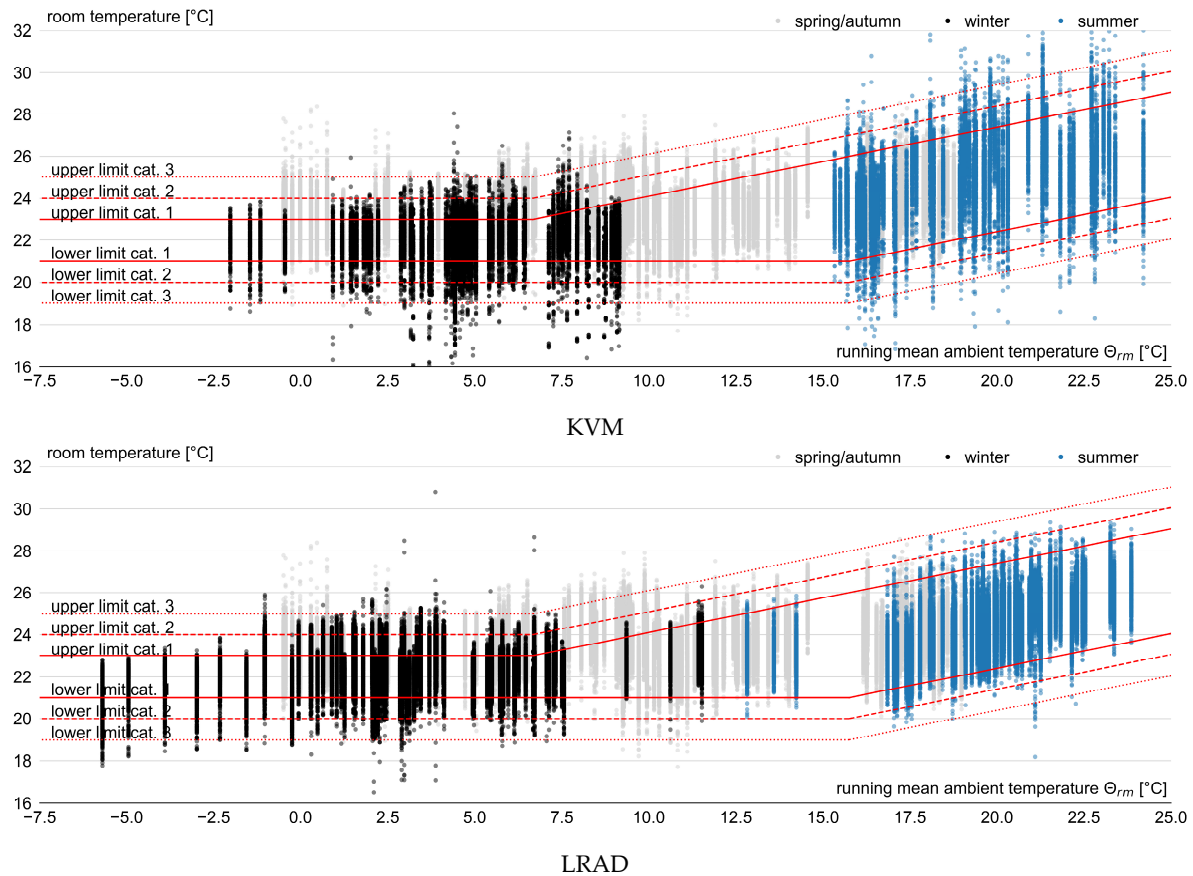 room temperature [°C]
spring/autumn winter summer
32
30
28
26
upper limit cat. 3
24
upper limit cat. 2
upper limit cat. 1
22
lower limit cat. 1
lower limit cat. 2
20
lower limit cat. 3
18
running mean ambient temperature Θrm [°C]
16
−7.5 −5.0 −2.5 0.0 2.5 5.0 7.5 10.0 12.5 15.0 17.5 20.0 22.5 25.0
KVM
room temperature [°C]
spring/autumn winter summer
32
30
28
26
upper limit cat. 3
24
upper limit cat. 2
upper limit cat. 1
22
lower limit cat.
lower limit cat. 2
20
lower limit cat. 3
18
running mean ambient temperature Θrm [°C]
16
−7.5 −5.0 −2.5 0.0 2.5 5.0 7.5 10.0 12.5 15.0 17.5 20.0 22.5 25.0
LRAD